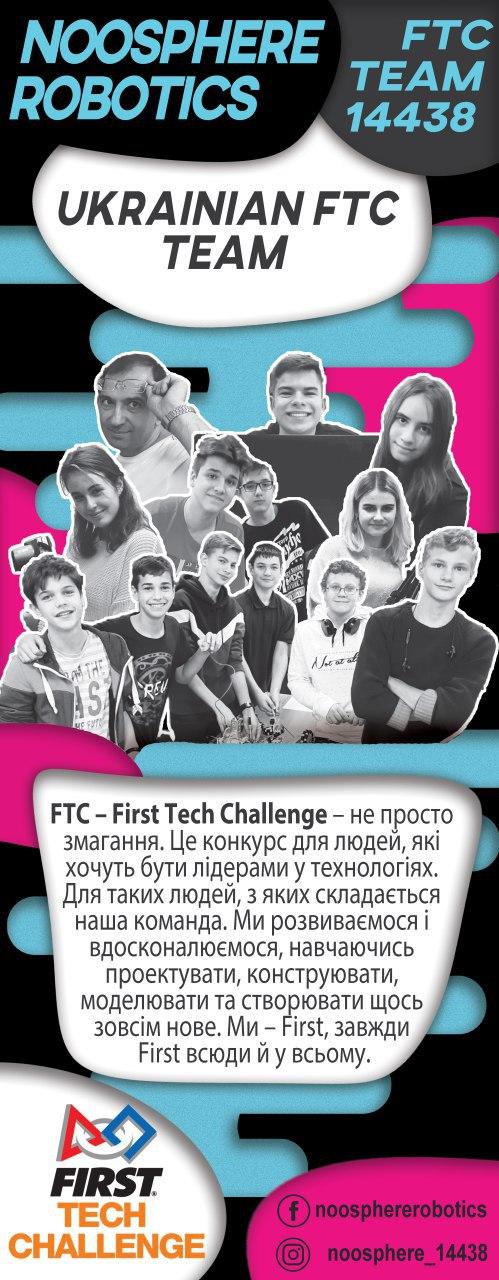 NOOSPHERE
ROBOTICS
FTC
TEAM
14438
UKRAINIAN FTC
TEAM
FTC – First Tech Challenge – не просто
змагання. Це конкурс для людей, які
хочуть бути лідерами у технологіях.
Для таких людей, з яких складається
наша команда. Ми розвиваємося і
вдосконалюємося, навчаючись
проектувати, конструювати,
моделювати та створювати щось
зовсім нове. Ми – First, завжди
First всюди й у всьому.
FIRST®
TECH
CHALLENGE
noosphererobotics
noosphere_14438